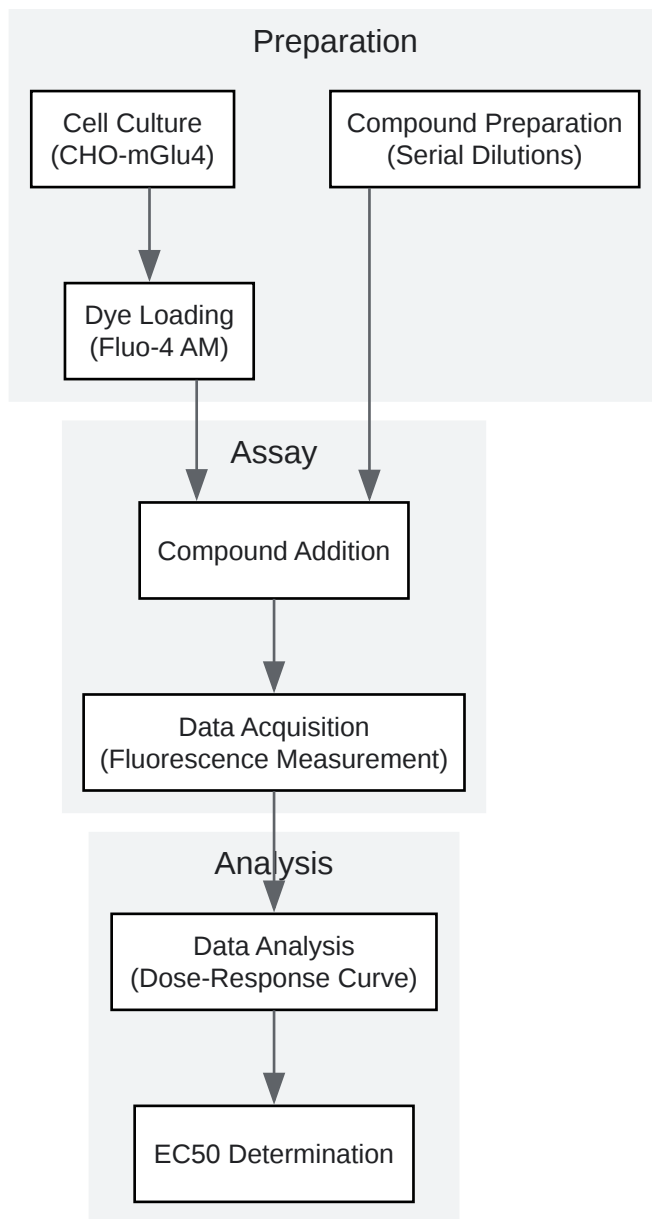 Preparation
Cell Culture
(CHO-mGlu4)
Compound Preparation
(Serial Dilutions)
Dye Loading
(Fluo-4 AM)
Assay
Compound Addition
Data Acquisition
(Fluorescence Measurement)
Analysis
Data Analysis
(Dose-Response Curve)
EC50 Determination